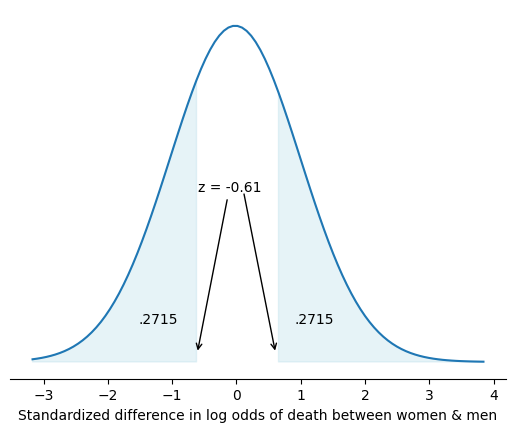 z = -0.61
.2715 .2715
−3 −2 −1 0 1 2 3 4
Standardized difference in log odds of death between women & men